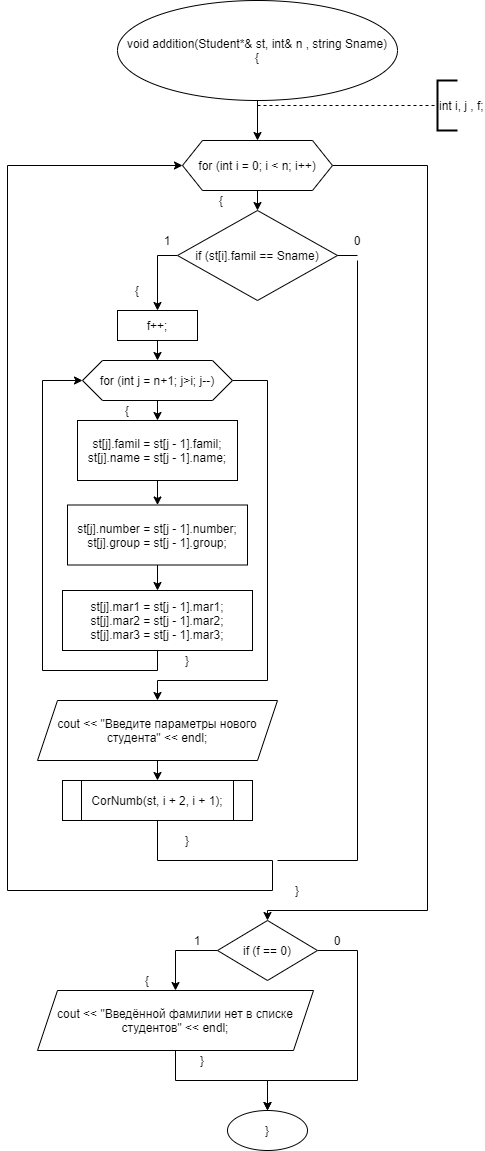 void addition(Student*& st, int& n , string Sname)
{
int i, j , f;
for (int i = 0; i < n; i++)
{
if (st[i].famil == Sname)
1
0
{
f++;
for (int j = n+1; j>i; j--)
{
st[j].famil = st[j - 1].famil;
st[j].name = st[j - 1].name;
st[j].number = st[j - 1].number;
st[j].group = st[j - 1].group;
st[j].mar1 = st[j - 1].mar1;
st[j].mar2 = st[j - 1].mar2;
st[j].mar3 = st[j - 1].mar3;
}
cout << "Введите параметры нового
студента" << endl;
CorNumb(st, i + 2, i + 1);
}
}
if (f == 0)
1
0
{
cout << "Введённой фамилии нет в списке
студентов" << endl;
}
}